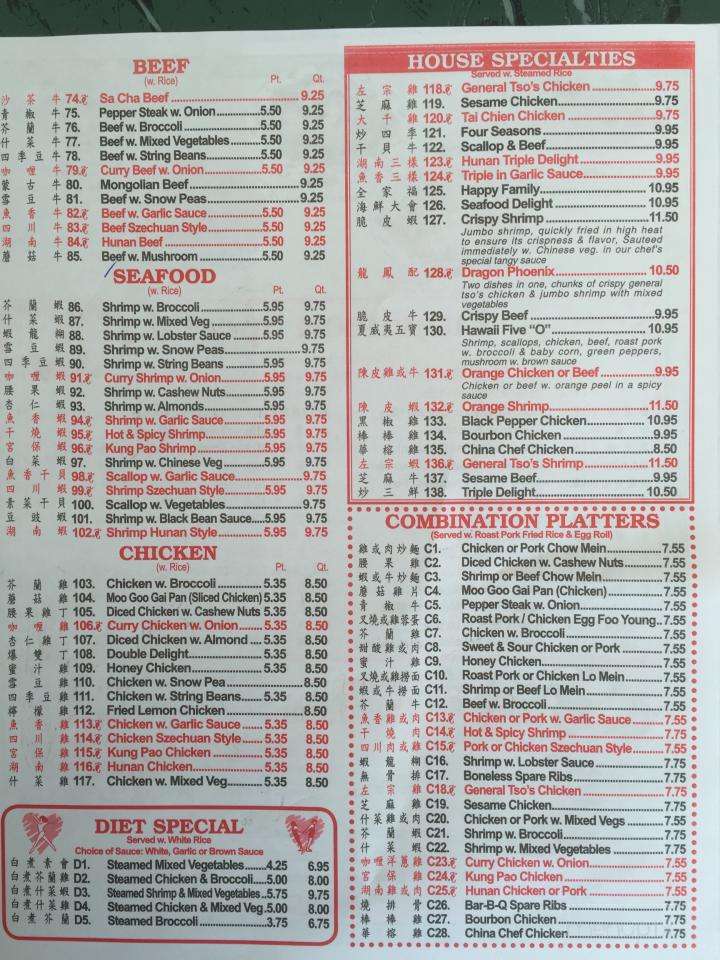 BEEF
(w. Rice)
Pt. Qt.
沙茶牛 74. Sa Cha Beef 9.25
青椒牛 75. Pepper Steak w. Onion 5.50 9.25
芥蘭牛 76. Beef w. Broccoli 5.50 9.25
什菜牛 77. Beef w. Mixed Vegetables 5.50 9.25
四季豆牛 78. Beef w. String Beans 5.50 9.25
咖喱牛 79. Curry Beef w. Onion 5.50 9.25
蒙古牛 80. Mongolian Beef 9.25
雪豆牛 81. Beef w. Snow Peas 9.25
魚香牛 82. Beef w. Garlic Sauce 5.50 9.25
四川牛 83. Beef Szechuan Style 5.50 9.25
湖南牛 84. Hunan Beef 5.50 9.25
蘑菇牛 85. Beef w. Mushroom 5.50 9.25
SEAFOOD
(w. Rice)
Pt. Qt.
芥蘭蝦 86. Shrimp w. Broccoli 5.95 9.75
什菜蝦 87. Shrimp w. Mixed Veg 5.95 9.75
蝦龍糊 88. Shrimp w. Lobster Sauce 5.95 9.75
雪豆蝦 89. Shrimp w. Snow Peas 9.75
四季豆蝦 90. Shrimp w. String Beans 5.95 9.75
咖喱蝦 91. Curry Shrimp w. Onion 5.95 9.75
腰果蝦 92. Shrimp w. Cashew Nuts 5.95 9.75
杏仁蝦 93. Shrimp w. Almonds 5.95 9.75
魚香蝦 94. Shrimp w. Garlic Sauce 5.95 9.75
干燒蝦 95. Hot & Spicy Shrimp 5.95 9.75
宮保蝦 96. Kung Pao Shrimp 5.95 9.75
白菜蝦 97. Shrimp w. Chinese Veg 5.95 9.75
魚香干貝 98. Scallop w. Garlic Sauce 9.75
四川蝦 99. Shrimp Szechuan Style 5.95 9.75
素菜干貝 100. Scallop w. Vegetables 9.75
豆豉蝦 101. Shrimp w. Black Bean Sauce 5.95 9.75
湖南蝦 102. Shrimp Hunan Style 5.95 9.75
CHICKEN
(w. Rice)
Pt. Qt.
芥蘭雞 103. Chicken w. Broccoli 5.35 8.50
蘑菇雞 104. Moo Goo Gai Pan (Sliced Chicken) 5.35 8.50
腰果雞丁 105. Diced Chicken w. Cashew Nuts 5.35 8.50
咖喱雞 106. Curry Chicken w. Onion 5.35 8.50
杏仁雞丁 107. Diced Chicken w. Almond 5.35 8.50
爆雙丁 108. Double Delight 5.35 8.50
蜜汁雞 109. Honey Chicken 5.35 8.50
雪豆雞 110. Chicken w. Snow Pea 8.50
四季豆雞 111. Chicken w. String Beans 5.35 8.50
檸檬雞 112. Fried Lemon Chicken 8.50
魚香雞 113. Chicken w. Garlic Sauce 5.35 8.50
四川雞 114. Chicken Szechuan Style 5.35 8.50
宮保雞 115. Kung Pao Chicken 5.35 8.50
湖南雞 116. Hunan Chicken 5.35 8.50
什菜雞 117. Chicken w. Mixed Veg 5.35 8.50
DIET SPECIAL
Served w. White Rice
Choice of Sauce: White, Garlic or Brown Sauce
白煮素會 D1. Steamed Mixed Vegetables 4.25 6.95
白煮芥蘭雞 D2. Steamed Chicken & Broccoli 5.00 8.00
白煮什菜蝦 D3. Steamed Shrimp & Mixed Vegetables 5.75 9.75
白煮什菜雞 D4. Steamed Chicken & Mixed Veg 5.00 8.00
白煮芥蘭 D5. Steamed Broccoli 3.75 6.75
HOUSE SPECIALTIES
Served w. Steamed Rice
左宗雞 118. General Tso's Chicken 9.75
芝麻雞 119. Sesame Chicken 9.75
大千雞 120. Tai Chien Chicken 9.75
炒四季 121. Four Seasons 9.95
干貝牛 122. Scallop & Beef 9.95
湖南三樣 123. Hunan Triple Delight 9.95
魚香三樣 124. Triple in Garlic Sauce 9.95
全家福 125. Happy Family 10.95
海鮮大會 126. Seafood Delight 10.95
脆皮蝦 127. Crispy Shrimp 11.50
Jumbo shrimp, quickly fried in high heat
to ensure its crispness & flavor, Sauteed
immediately w. Chinese veg. in our chef's
special tangy sauce
龍鳳配 128. Dragon Phoenix 10.50
Two dishes in one, chunks of crispy general
tso's chicken & jumbo shrimp with mixed
vegetables
脆皮牛 129. Crispy Beef 9.95
夏威夷五寶 130. Hawaii Five "O" 10.95
Shrimp, scallops, chicken, beef, roast pork
w. broccoli & baby corn, green peppers,
mushroom w. brown sauce
陳皮雞或牛 131. Orange Chicken or Beef 9.95
Chicken or beef w. orange peel in a spicy
sauce
陳皮蝦 132. Orange Shrimp 11.50
黑椒雞 133. Black Pepper Chicken 10.95
棒棒雞 134. Bourbon Chicken 9.95
華榕雞 135. China Chef Chicken 8.50
左宗蝦 136. General Tso's Shrimp 11.50
芝麻牛 137. Sesame Beef 9.95
炒三鮮 138. Triple Delight 10.50
COMBINATION PLATTERS
(Served w. Roast Pork Fried Rice & Egg Roll)
雞或肉炒麵 C1. Chicken or Pork Chow Mein 7.55
腰果雞 C2. Diced Chicken w. Cashew Nuts 7.55
蝦或牛炒麵 C3. Shrimp or Beef Chow Mein 7.55
蘑菇雞片 C4. Moo Goo Gai Pan (Chicken) 7.55
青椒牛 C5. Pepper Steak w. Onion 7.55
叉燒或雞蓉蛋 C6. Roast Pork / Chicken Egg Foo Young 7.55
芥蘭雞 C7. Chicken w. Broccoli 7.55
甜酸雞或肉 C8. Sweet & Sour Chicken or Pork 7.55
蜜汁雞 C9. Honey Chicken 7.55
叉燒或雞撈麵 C10. Roast Pork or Chicken Lo Mein 7.55
蝦或牛撈麵 C11. Shrimp or Beef Lo Mein 7.55
芥蘭牛 C12. Beef w. Broccoli 7.55
魚香雞或肉 C13. Chicken or Pork w. Garlic Sauce 7.55
干燒肉 C14. Hot & Spicy Shrimp 7.75
四川肉或雞 C15. Pork or Chicken Szechuan Style 7.55
蝦龍糊 C16. Shrimp w. Lobster Sauce 7.55
無骨排 C17. Boneless Spare Ribs 7.75
左宗雞 C18. General Tso's Chicken 7.75
芝麻雞 C19. Sesame Chicken 7.75
什菜雞或肉 C20. Chicken or Pork w. Mixed Vegs 7.55
芥蘭蝦 C21. Shrimp w. Broccoli 7.55
什菜蝦 C22. Shrimp w. Mixed Vegetables 7.75
咖喱洋蔥雞 C23. Curry Chicken w. Onion 7.55
宮保雞 C24. Kung Pao Chicken 7.55
湖南雞或肉 C25. Hunan Chicken or Pork 7.55
燒排骨 C26. Bar-B-Q Spare Ribs 7.75
棒棒雞 C27. Bourbon Chicken 7.75
華榕雞 C28. China Chef Chicken 7.75